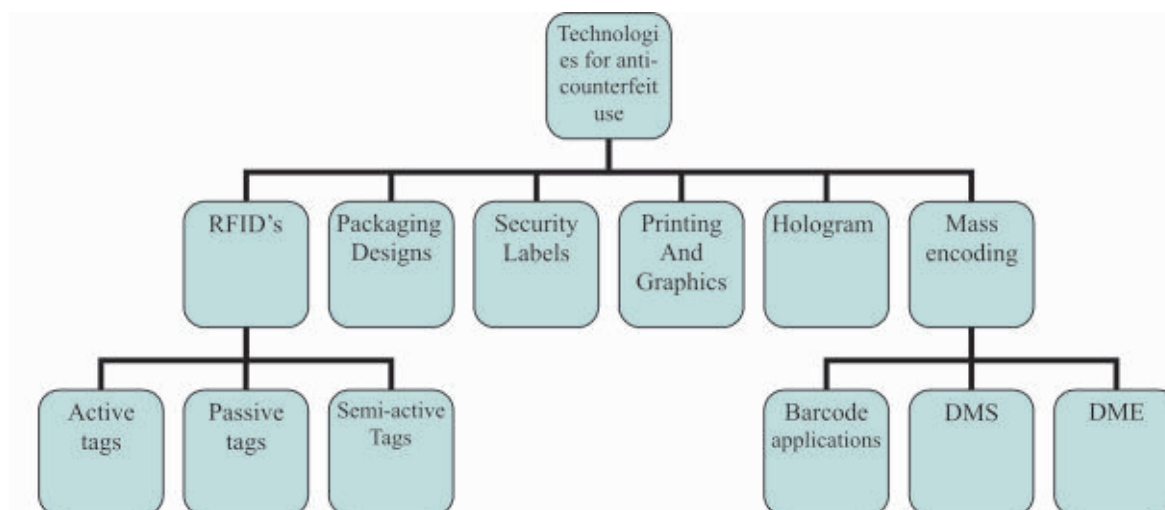 Technologi
es for anti-
counterfeit
use
RFID's
Packaging
Designs
Security
Labels
Printing
And
Graphics
Hologram
Mass
encoding
Active
tags
Passive
tags
Semi-active
Tags
Barcode
applications
DMS
DME